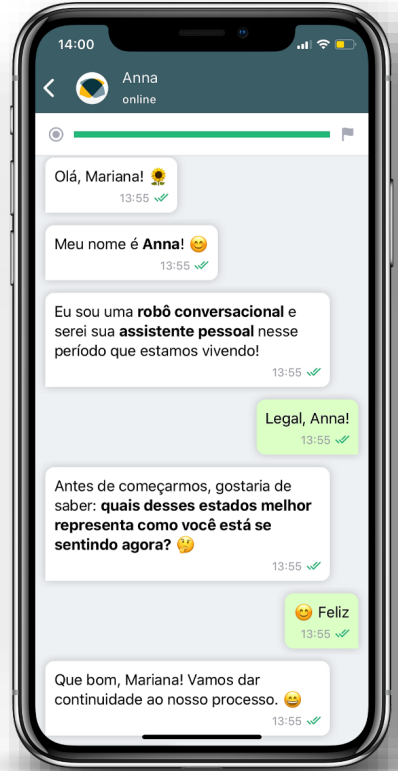 14:00
Anna
online
Olá, Mariana! 🌻
13:55
Meu nome é Anna! 😊
13:55
Eu sou uma robô conversacional e
serei sua assistente pessoal nesse
período que estamos vivendo!
13:55
Legal, Anna!
13:55
Antes de começarmos, gostaria de
saber: quais desses estados melhor
representa como você está se
sentindo agora? 🤔
13:55
😊 Feliz
13:55
Que bom, Mariana! Vamos dar
continuidade ao nosso processo. 😄
13:55